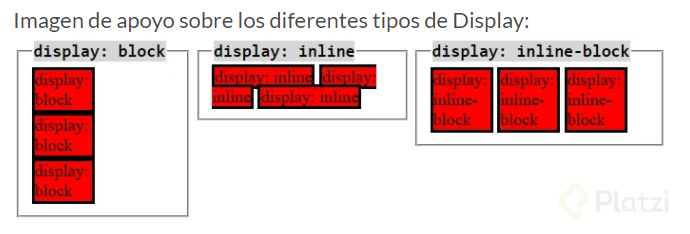 Imagen de apoyo sobre los diferentes tipos de Display:
display: block
display:
block
display:
block
display:
block
display: inline
display: inline display:
inline display: inline
display: inline-block
display:
inline-
block
display:
inline-
block
display:
inline-
block
Platzi